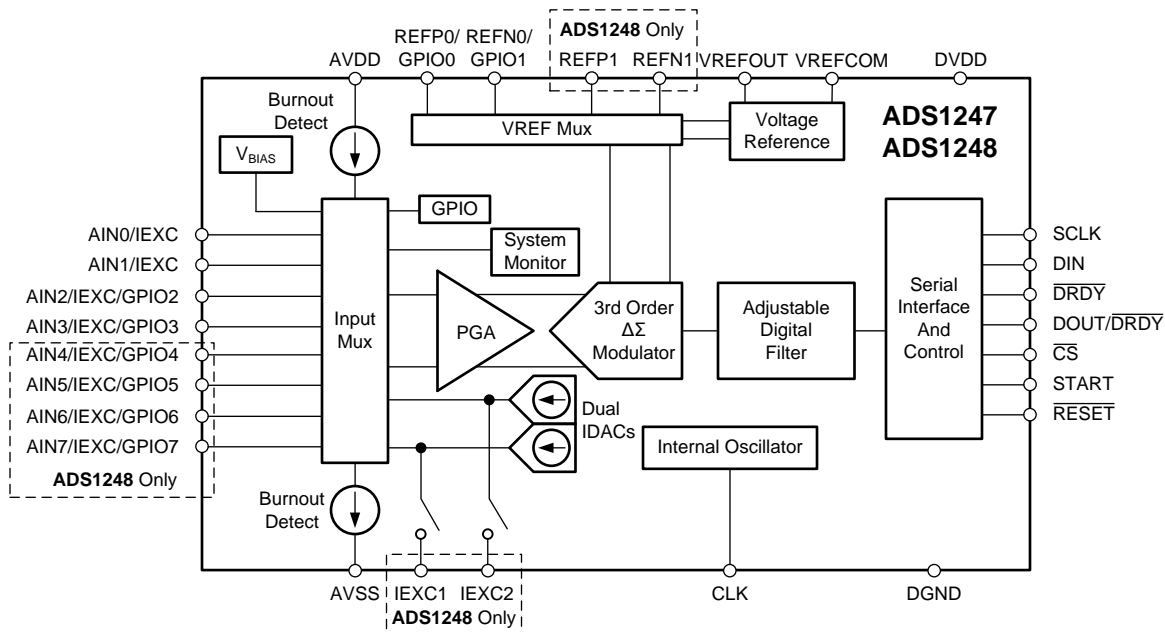 ADS1248 Only
REFP0/
GPIO0
REFN0/
GPIO1
REFP1
REFN1
AVDD
VREFOUT
VREFCOM
DVDD
Burnout
Detect
VREF Mux
Voltage
Reference
ADS1247
ADS1248
VBIAS
GPIO
System
Monitor
AIN0/IEXC
AIN1/IEXC
AIN2/IEXC/GPIO2
AIN3/IEXC/GPIO3
AIN4/IEXC/GPIO4
AIN5/IEXC/GPIO5
AIN6/IEXC/GPIO6
AIN7/IEXC/GPIO7
ADS1248 Only
Input
Mux
PGA
3rd Order
ΔΣ
Modulator
Adjustable
Digital
Filter
Serial
Interface
And
Control
SCLK
DIN
DRDY
DOUT/DRDY
CS
START
RESET
Dual
IDACs
Internal Oscillator
Burnout
Detect
AVSS
IEXC1
IEXC2
ADS1248 Only
CLK
DGND